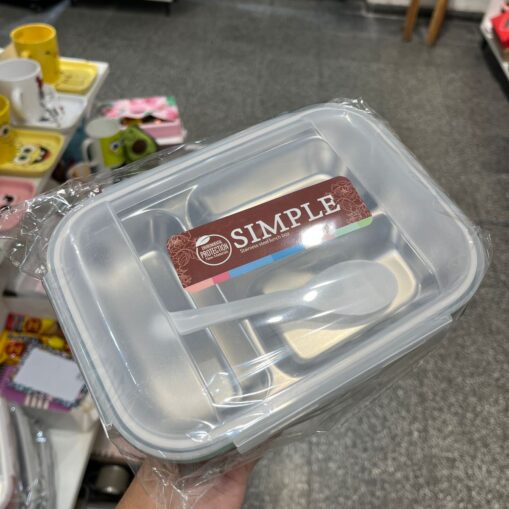 PROTECTION
SIMPLE
Stainless Steel lunch box